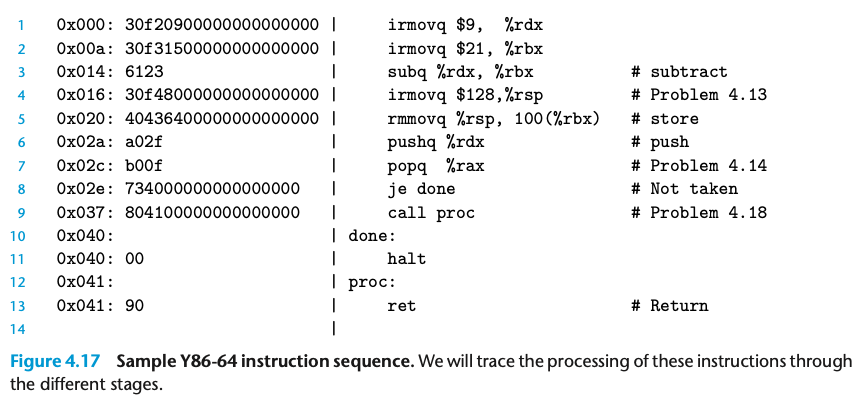 1 0x000: 30f20900000000000000 | irmovq $9, %rdx
2 0x00a: 30f31500000000000000 | irmovq $21, %rbx
3 0x014: 6123 | subq %rdx, %rbx # subtract
4 0x016: 30f48000000000000000 | irmovq $128,%rsp # Problem 4.13
5 0x020: 40436400000000000000 | rmmovq %rsp, 100(%rbx) # store
6 0x02a: a02f | pushq %rdx # push
7 0x02c: b00f | popq %rax # Problem 4.14
8 0x02e: 734000000000000000 | je done # Not taken
9 0x037: 804100000000000000 | call proc # Problem 4.18
10 0x040: | done:
11 0x040: 00 | halt
12 0x041: | proc:
13 0x041: 90 | ret # Return
14 |
Figure 4.17 Sample Y86-64 instruction sequence. We will trace the processing of these instructions through
the different stages.